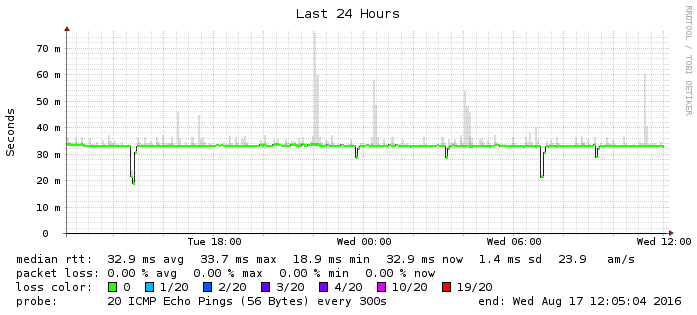 Last 24 Hours
RRDTOOL / TOBI OETIKER
Seconds
70 m
60 m
50 m
40 m
30 m
20 m
10 m
0
Tue 18:00 Wed 00:00 Wed 06:00 Wed 12:00
median rtt: 32.9 ms avg 33.7 ms max 18.9 ms min 32.9 ms now 1.4 ms sd 23.9 am/s
packet loss: 0.00 % avg 0.00 % max 0.00 % min 0.00 % now
loss color: 0 1/20 2/20 3/20 4/20 10/20 19/20
probe: 20 ICMP Echo Pings (56 Bytes) every 300s end: Wed Aug 17 12:05:04 2016